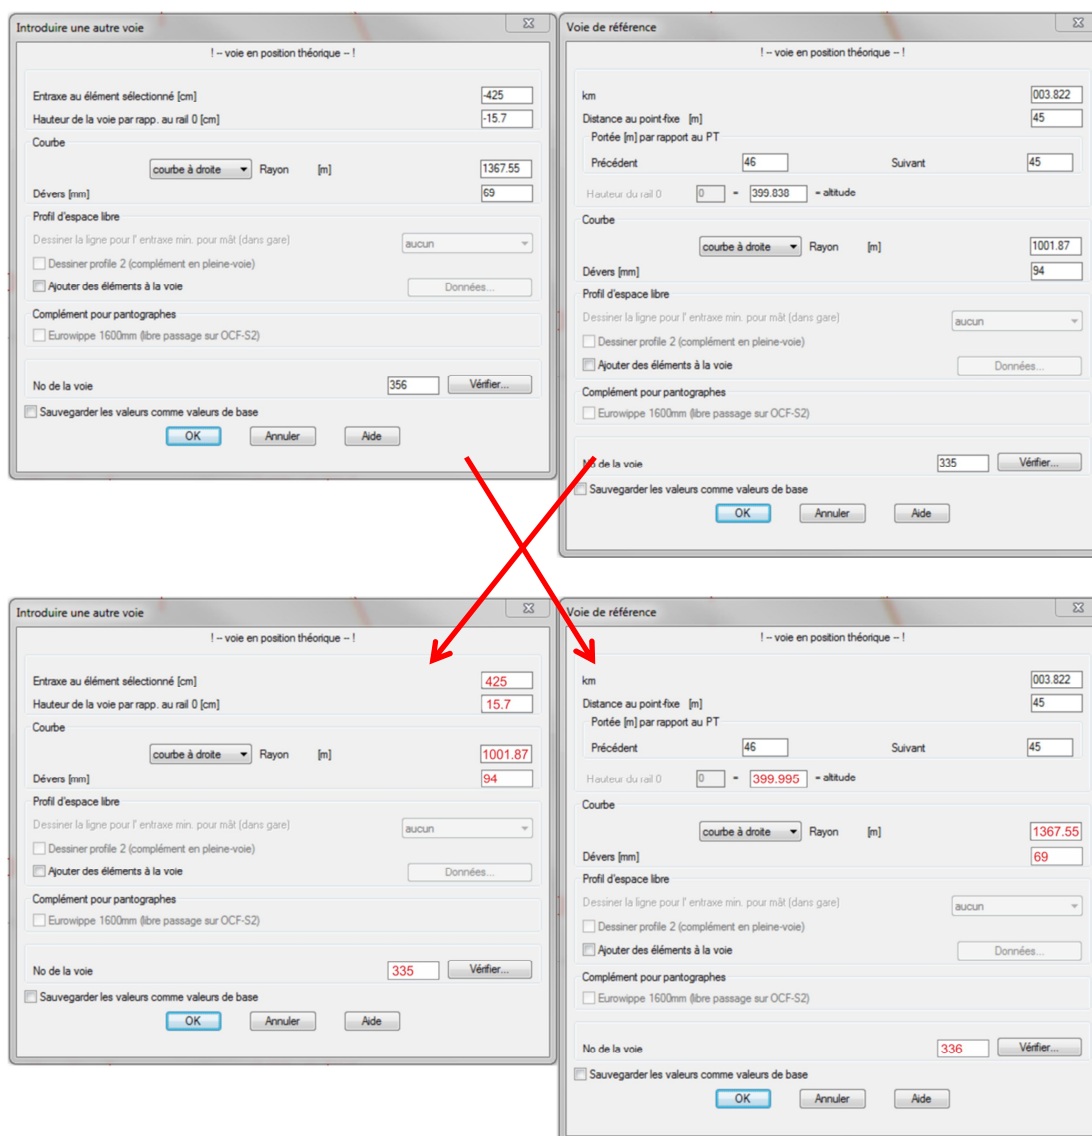 Introduire une autre voie
! -- voie en position théorique -- !
Entraxe au élément sélectionné [cm] -425
Hauteur de la voie par rapp. au rail 0 [cm] -15.7
Courbe
courbe à droite Rayon [m] 1367.55
Dévers [mm] 69
Profil d'espace libre
Dessiner la ligne pour l' entraxe min. pour mât (dans gare) aucun
Dessiner profile 2 (complément en pleine-voie)
Ajouter des éléments à la voie Données...
Complément pour pantographes
Eurowippe 1600mm (libre passage sur OCF-S2)
No de la voie 356 Vérifier...
Sauvegarder les valeurs comme valeurs de base
OK Annuler Aide
Voie de référence
! -- voie en position théorique -- !
km 003.822
Distance au point-fixe [m] 45
Portée [m] par rapport au PT
Précédent 46 Suivant 45
Hauteur du rail 0 0 = 399.838 = altitude
Courbe
courbe à droite Rayon [m] 1001.87
Dévers [mm] 94
Profil d'espace libre
Dessiner la ligne pour l' entraxe min. pour mât (dans gare) aucun
Dessiner profile 2 (complément en pleine-voie)
Ajouter des éléments à la voie Données...
Complément pour pantographes
Eurowippe 1600mm (libre passage sur OCF-S2)
No de la voie 335 Vérifier...
Sauvegarder les valeurs comme valeurs de base
OK Annuler Aide
Introduire une autre voie
! -- voie en position théorique -- !
Entraxe au élément sélectionné [cm] 425
Hauteur de la voie par rapp. au rail 0 [cm] 15.7
Courbe
courbe à droite Rayon [m] 1001.87
Dévers [mm] 94
Profil d'espace libre
Dessiner la ligne pour l' entraxe min. pour mât (dans gare) aucun
Dessiner profile 2 (complément en pleine-voie)
Ajouter des éléments à la voie Données...
Complément pour pantographes
Eurowippe 1600mm (libre passage sur OCF-S2)
No de la voie 335 Vérifier...
Sauvegarder les valeurs comme valeurs de base
OK Annuler Aide
Voie de référence
! -- voie en position théorique -- !
km 003.822
Distance au point-fixe [m] 45
Portée [m] par rapport au PT
Précédent 46 Suivant 45
Hauteur du rail 0 0 = 399.995 = altitude
Courbe
courbe à droite Rayon [m] 1367.55
Dévers [mm] 69
Profil d'espace libre
Dessiner la ligne pour l' entraxe min. pour mât (dans gare) aucun
Dessiner profile 2 (complément en pleine-voie)
Ajouter des éléments à la voie Données...
Complément pour pantographes
Eurowippe 1600mm (libre passage sur OCF-S2)
No de la voie 336 Vérifier...
Sauvegarder les valeurs comme valeurs de base
OK Annuler Aide